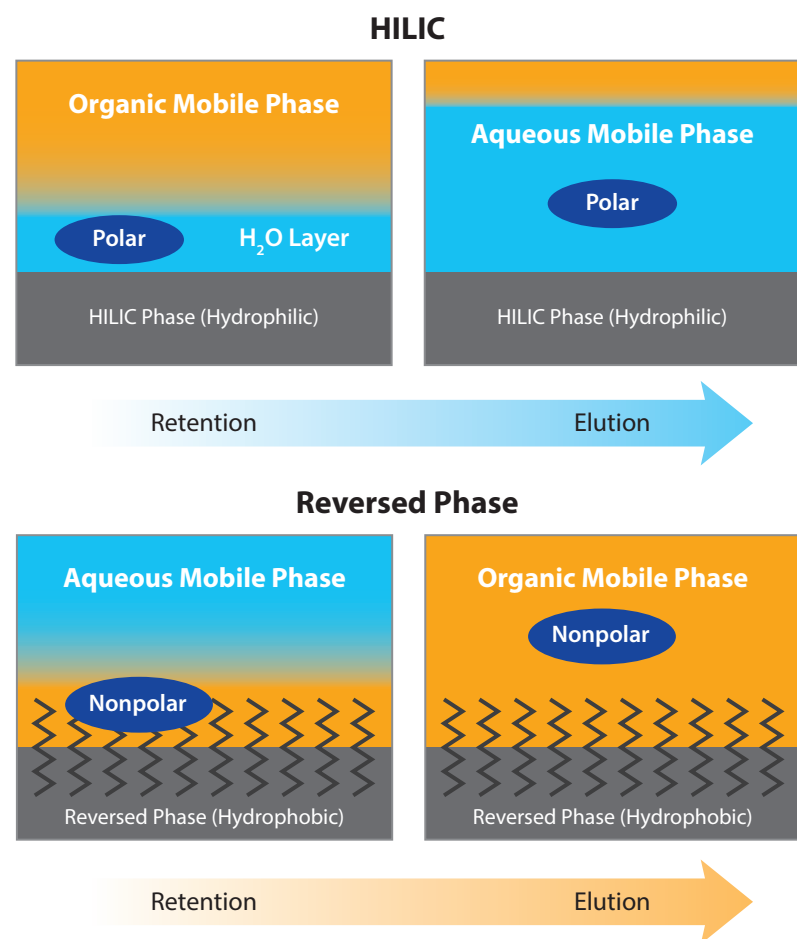 HILIC
Organic Mobile Phase
Polar
H₂O Layer
HILIC Phase (Hydrophilic)
Aqueous Mobile Phase
Polar
HILIC Phase (Hydrophilic)
Retention
Elution
Reversed Phase
Aqueous Mobile Phase
Nonpolar
Reversed Phase (Hydrophobic)
Organic Mobile Phase
Nonpolar
Reversed Phase (Hydrophobic)
Retention
Elution